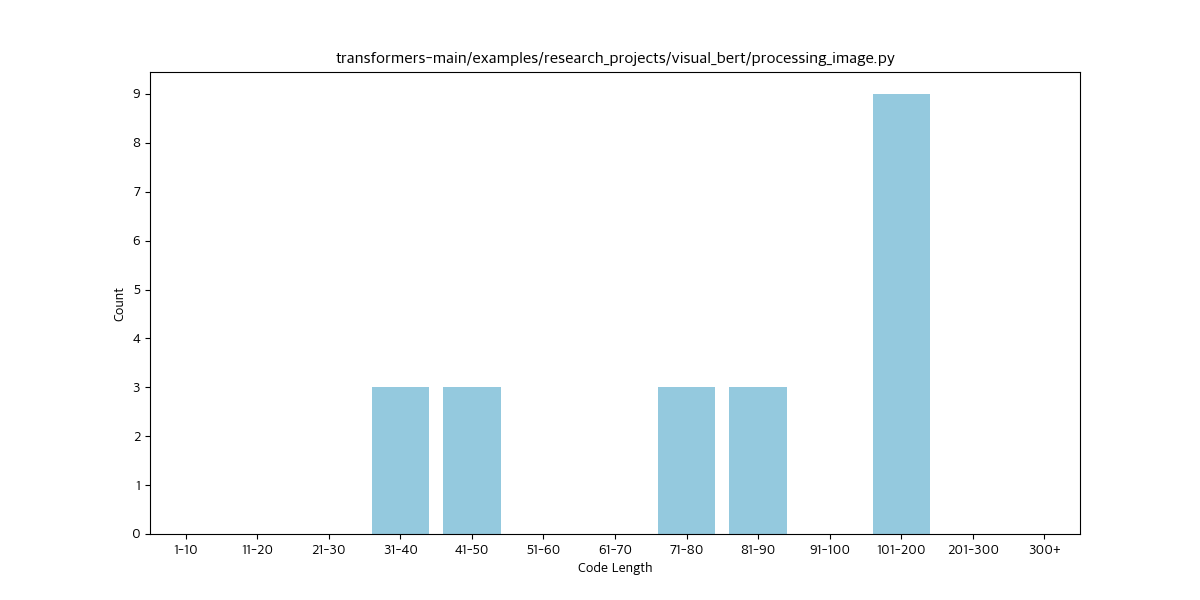 transformers-main/examples/research_projects/visual_bert/processing_image.py
9
8
7
6
5
4
3
2
1
0
Count
1-10 11-20 21-30 31-40 41-50 51-60 61-70 71-80 81-90 91-100 101-200 201-300 300+
Code Length